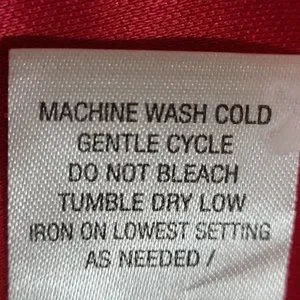 MACHINE WASH COLD
GENTLE CYCLE
DO NOT BLEACH
TUMBLE DRY LOW
IRON ON LOWEST SETTING
AS NEEDED /